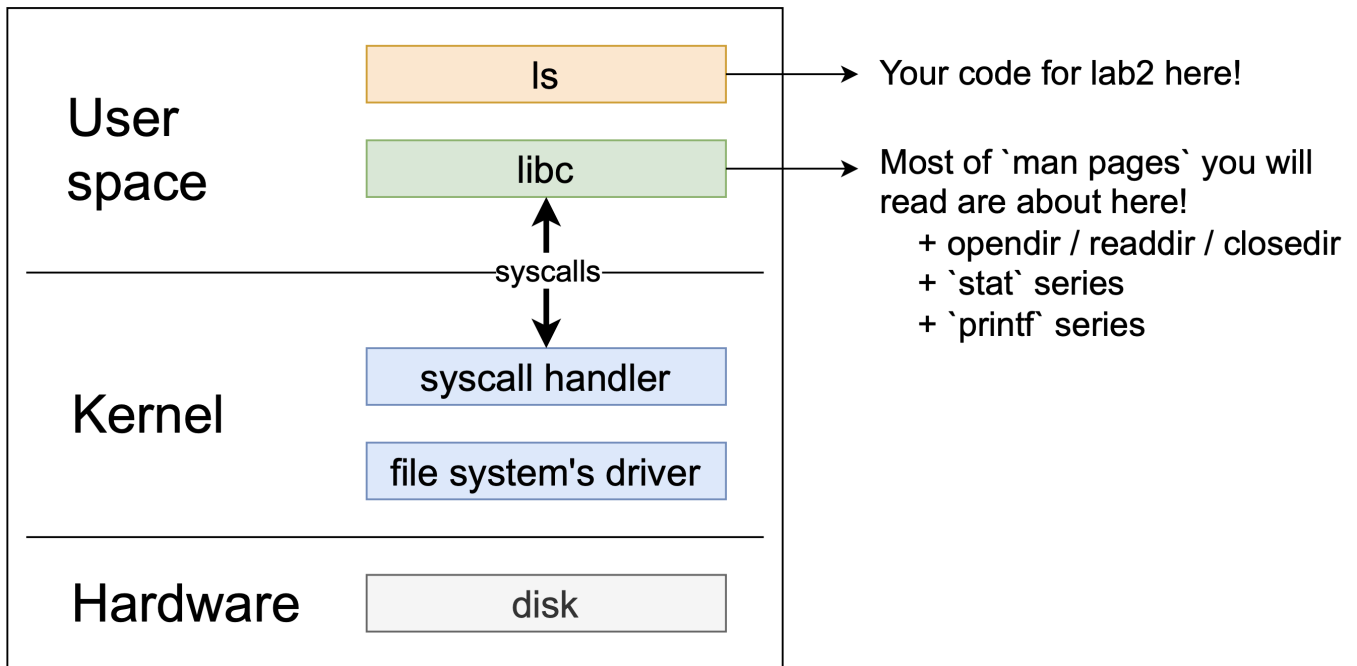 User
space
ls
Your code for lab2 here!
libc
Most of `man pages` you will
read are about here!
+ opendir / readdir / closedir
+ `stat` series
+ `printf` series
syscalls
Kernel
syscall handler
file system's driver
Hardware
disk